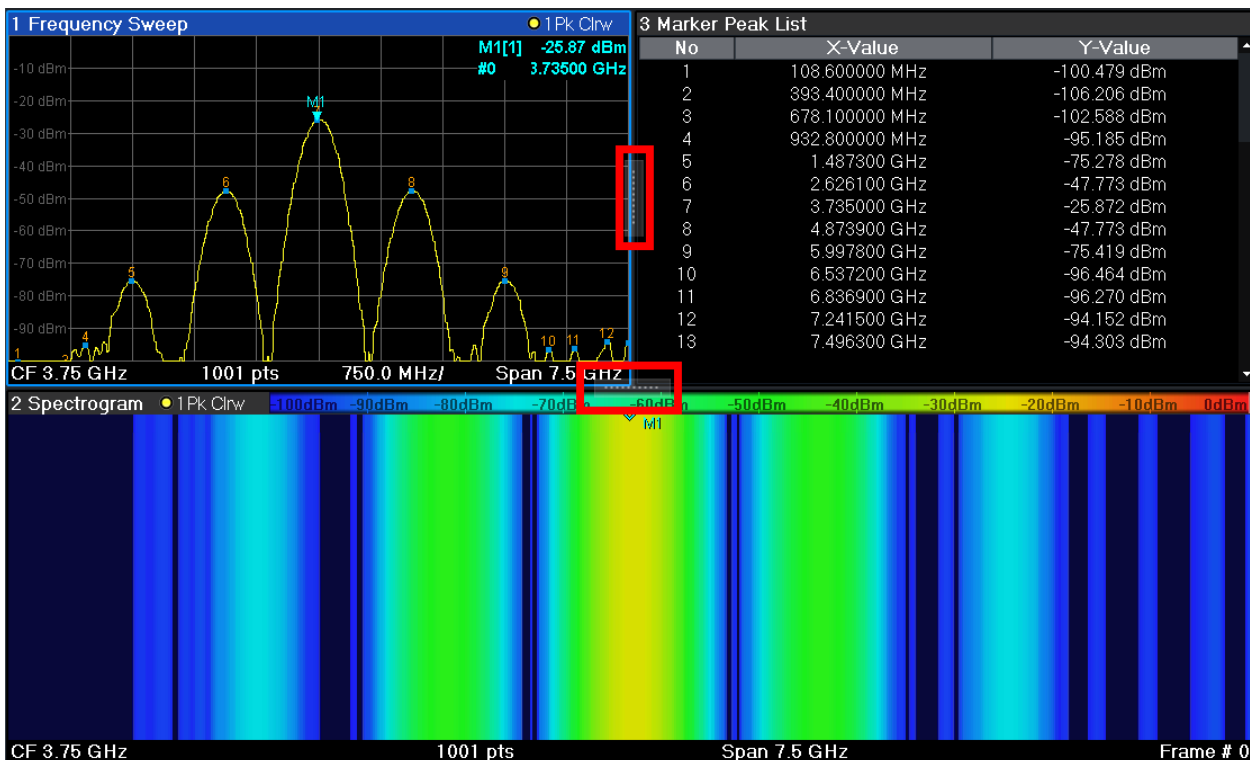 1 Frequency Sweep 1Pk Clrw
M1[1] -25.87 dBm
#0 3.73500 GHz
-10 dBm
-20 dBm
M1
-30 dBm
-40 dBm
6 8
-50 dBm
-60 dBm
-70 dBm
5 9
-80 dBm
-90 dBm
4 10 11 12
1
CF 3.75 GHz 1001 pts 750.0 MHz/ Span 7.5 GHz
3 Marker Peak List
No X-Value Y-Value
1 108.600000 MHz -100.479 dBm
2 393.400000 MHz -106.206 dBm
3 678.100000 MHz -102.588 dBm
4 932.800000 MHz -95.185 dBm
5 1.487300 GHz -75.278 dBm
6 2.626100 GHz -47.773 dBm
7 3.735000 GHz -25.872 dBm
8 4.873900 GHz -47.773 dBm
9 5.997800 GHz -75.419 dBm
10 6.537200 GHz -96.464 dBm
11 6.836900 GHz -96.270 dBm
12 7.241500 GHz -94.152 dBm
13 7.496300 GHz -94.303 dBm
2 Spectrogram 1Pk Clrw -100dBm -90dBm -80dBm -70dBm -60dBm -50dBm -40dBm -30dBm -20dBm -10dBm 0dBm
M1
CF 3.75 GHz 1001 pts Span 7.5 GHz Frame # 0